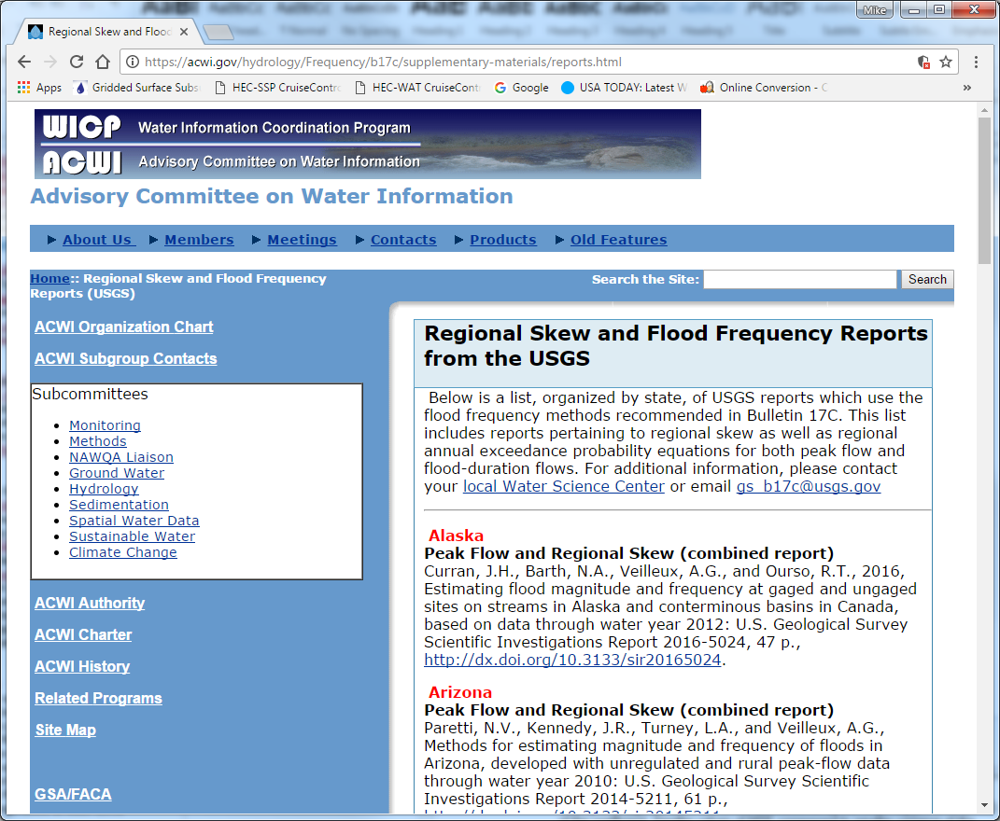 Mike
Regional Skew and Flood
https://acwi.gov/hydrology/Frequency/b17c/supplementary-materials/reports.html
Apps Gridded Surface Subs HEC-SSP CruiseContro HEC-WAT CruiseCont Google USA TODAY: Latest W Online Conversion - C »
WICP Water Information Coordination Program
ACWI Advisory Committee on Water Information
Advisory Committee on Water Information
About Us Members Meetings Contacts Products Old Features
Home:: Regional Skew and Flood Frequency
Reports (USGS)
Search the Site: Search
ACWI Organization Chart
ACWI Subgroup Contacts
Subcommittees
Monitoring
Methods
NAWQA Liaison
Ground Water
Hydrology
Sedimentation
Spatial Water Data
Sustainable Water
Climate Change
ACWI Authority
ACWI Charter
ACWI History
Related Programs
Site Map
GSA/FACA
Regional Skew and Flood Frequency Reports
from the USGS
Below is a list, organized by state, of USGS reports which use the
flood frequency methods recommended in Bulletin 17C. This list
includes reports pertaining to regional skew as well as regional
annual exceedance probability equations for both peak flow and
flood-duration flows. For additional information, please contact
your local Water Science Center or email gs_b17c@usgs.gov
Alaska
Peak Flow and Regional Skew (combined report)
Curran, J.H., Barth, N.A., Veilleux, A.G., and Ourso, R.T., 2016,
Estimating flood magnitude and frequency at gaged and ungaged
sites on streams in Alaska and conterminous basins in Canada,
based on data through water year 2012: U.S. Geological Survey
Scientific Investigations Report 2016-5024, 47 p.,
http://dx.doi.org/10.3133/sir20165024.
Arizona
Peak Flow and Regional Skew (combined report)
Paretti, N.V., Kennedy, J.R., Turney, L.A., and Veilleux, A.G.,
Methods for estimating magnitude and frequency of floods in
Arizona, developed with unregulated and rural peak-flow data
through water year 2010: U.S. Geological Survey Scientific
Investigations Report 2014-5211, 61 p.,